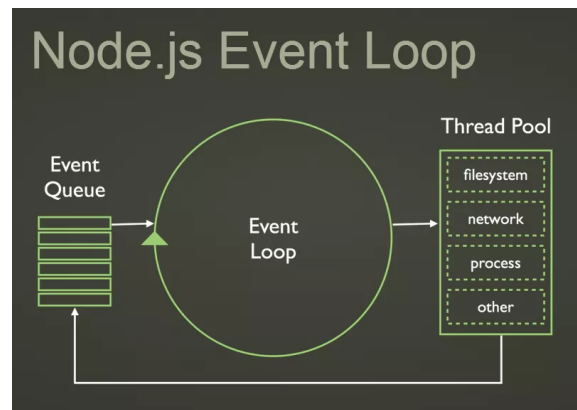 Node.js Event Loop
Event
Queue
Event
Loop
Thread Pool
filesystem
network
process
other